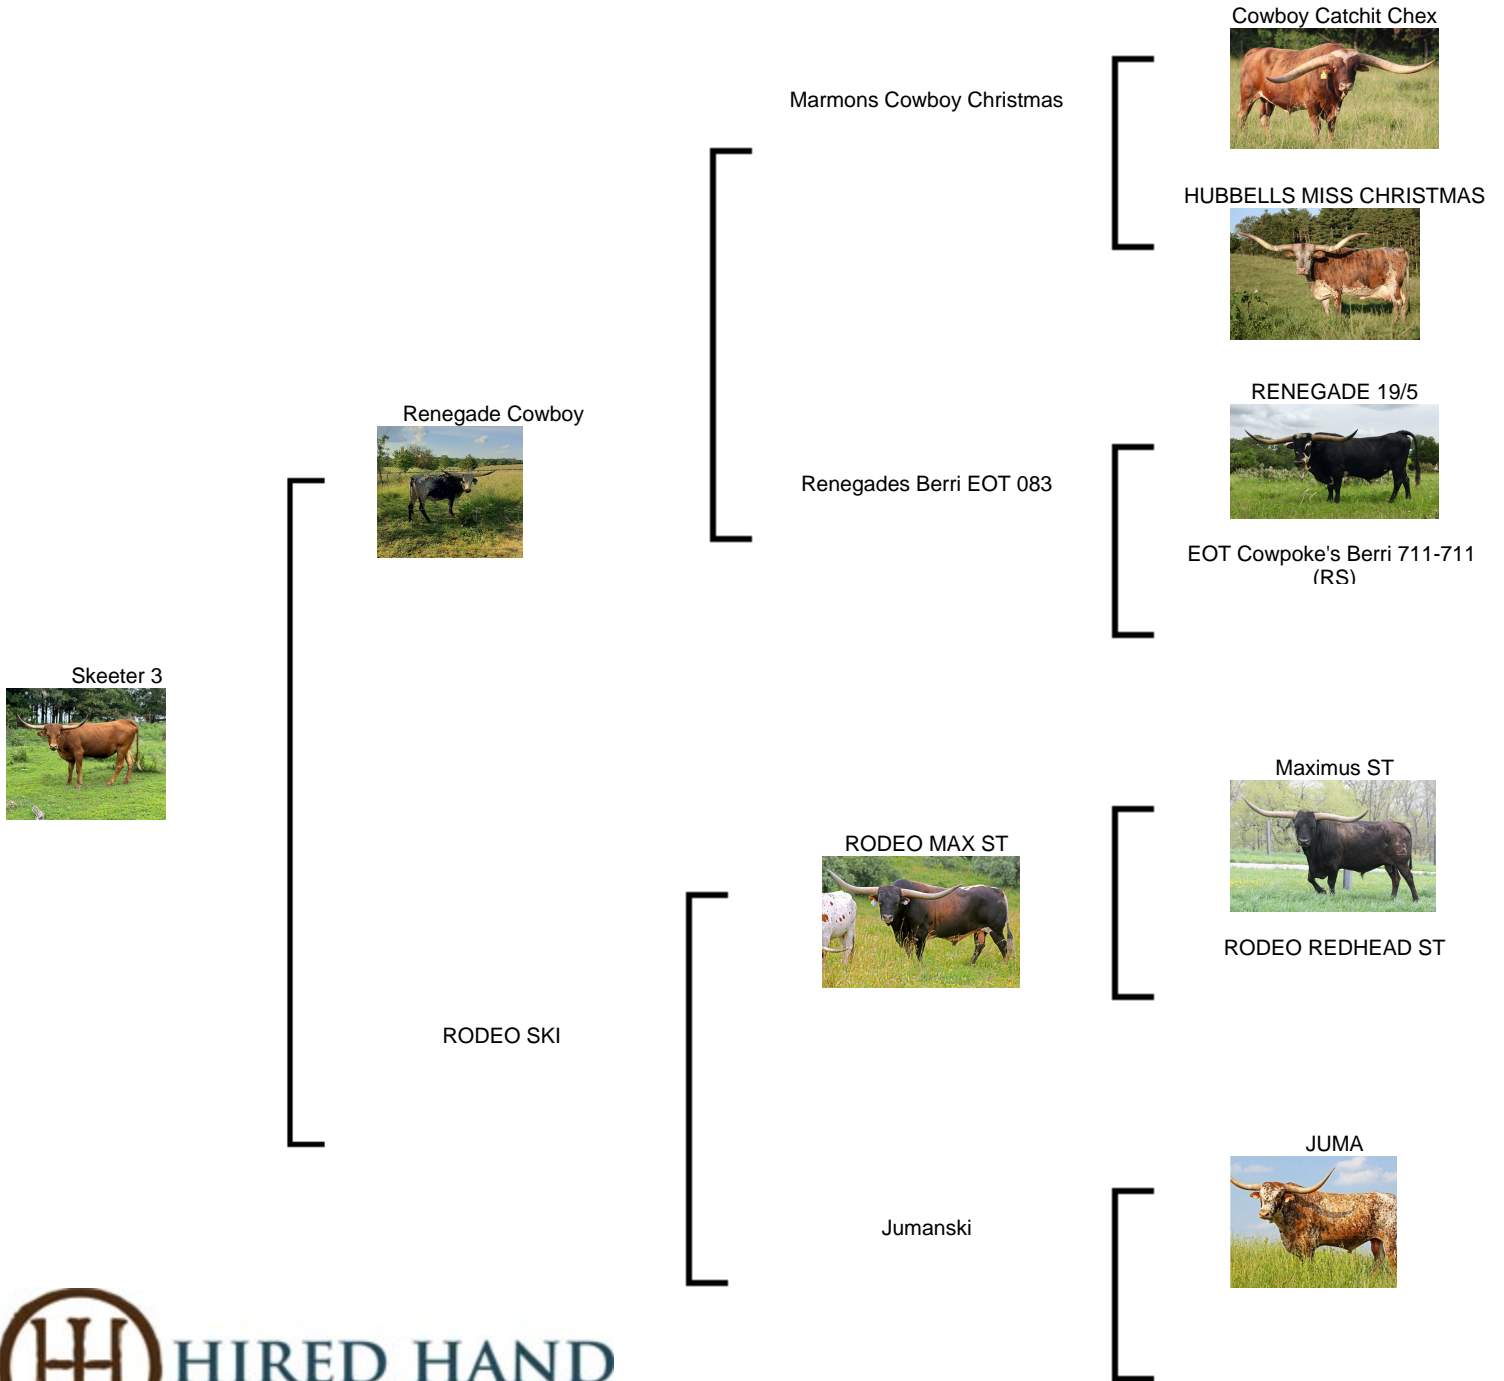 Cowboy Catchit Chex
Marmons Cowboy Christmas
HUBBELLS MISS CHRISTMAS
RENEGADE 19/5
Renegade Cowboy
Renegades Berri EOT 083
EOT Cowpoke's Berri 711-711
(RS)
Skeeter 3
Maximus ST
RODEO MAX ST
RODEO REDHEAD ST
RODEO SKI
JUMA
Jumanski
HIRED HAND